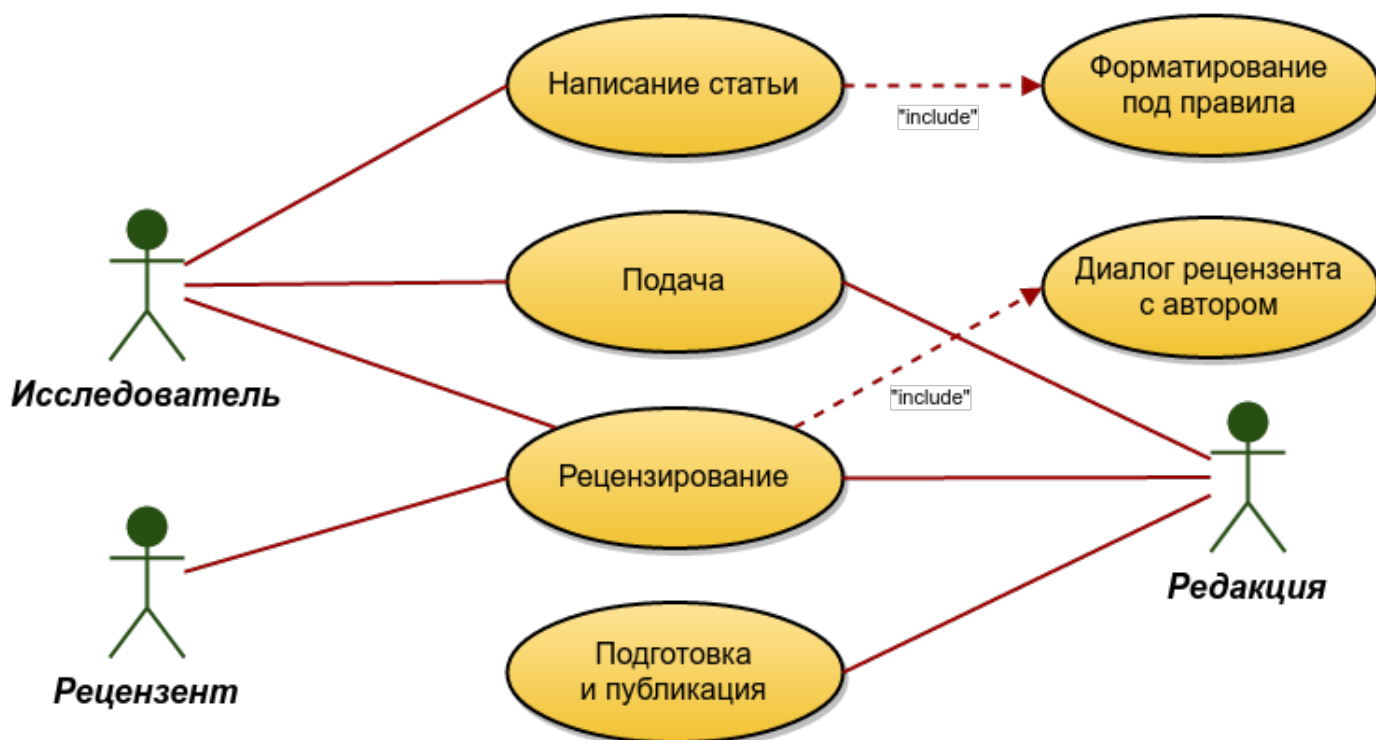 Написание статьи
"include"
Форматирование
под правила
Подача
Диалог рецензента
с автором
Исследователь
"include"
Рецензирование
Редакция
Рецензент
Подготовка
и публикация